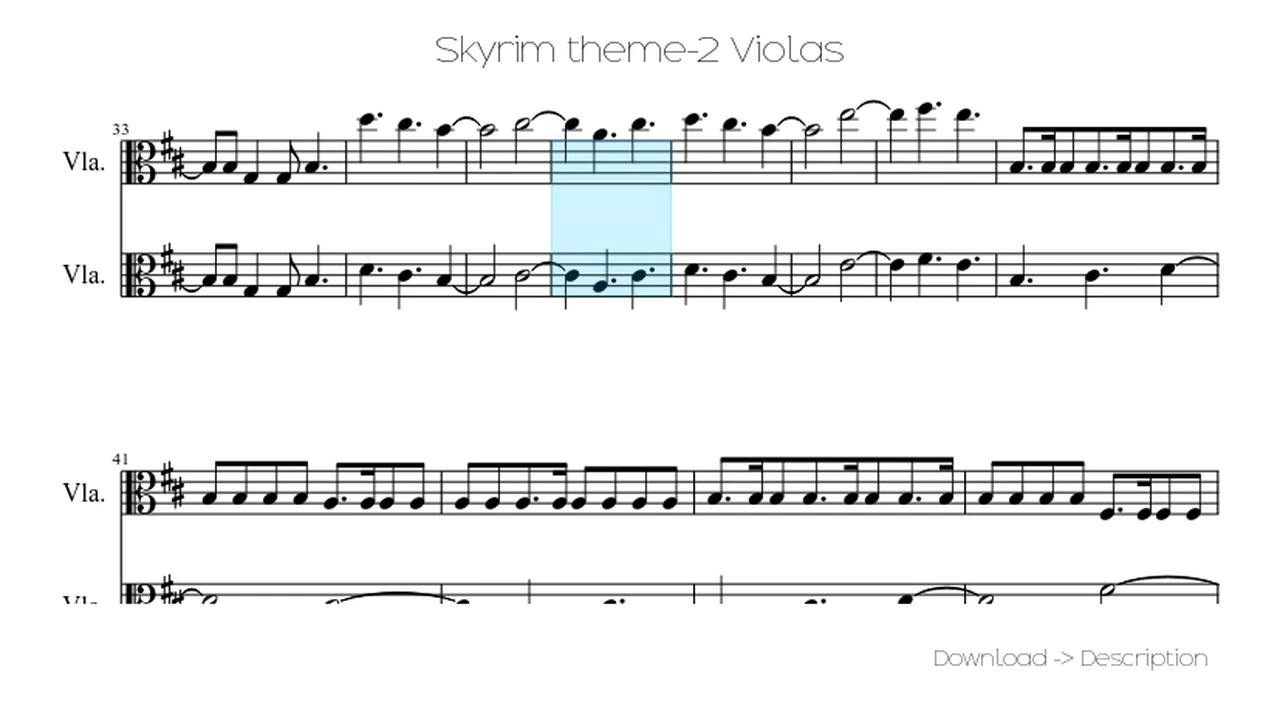 Skyrim theme-2 Violas
33
Vla.
Vla.
41
Vla.
Download -> Description